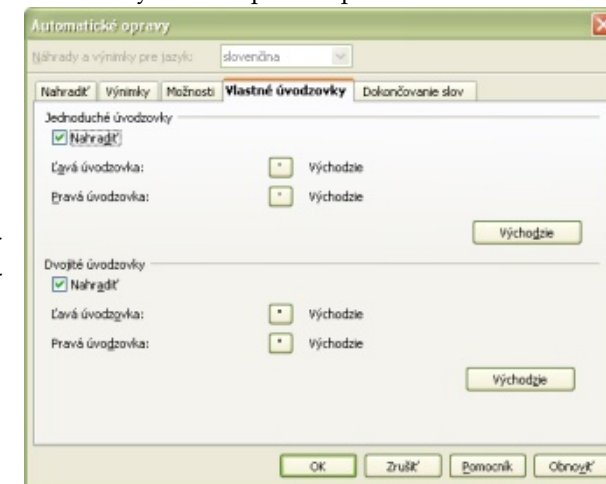 Automatické opravy
Náhrady a výnimky pre jazyk: slovenčina
Nahradiť Výnimky Možnosti Vlastné úvodzovky Dokončovanie slov
Jednoduché úvodzovky
Nahradiť
Ľavá úvodzovka: Východzie
Pravá úvodzovka: Východzie
Východzie
Dvojité úvodzovky
Nahradiť
Ľavá úvodzovka: Východzie
Pravá úvodzovka: Východzie
Východzie
OK Zrušiť Pomocník Obnoviť